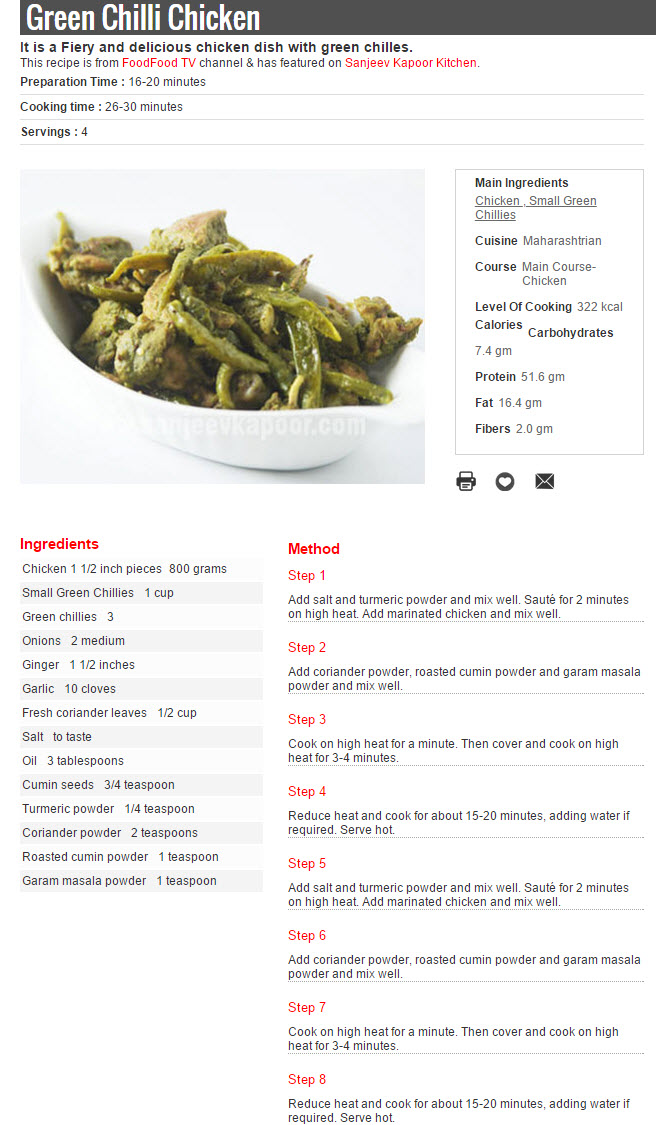 Green Chilli Chicken
It is a Fiery and delicious chicken dish with green chilles.
This recipe is from FoodFood TV channel & has featured on Sanjeev Kapoor Kitchen.
Preparation Time : 16-20 minutes
Cooking time : 26-30 minutes
Servings : 4
sanjeevkapoor.com
Main Ingredients
Chicken , Small Green
Chillies
Cuisine Maharashtrian
Course Main Course-
Chicken
Level Of Cooking 322 kcal
Calories Carbohydrates
7.4 gm
Protein 51.6 gm
Fat 16.4 gm
Fibers 2.0 gm
Ingredients
Chicken 1 1/2 inch pieces 800 grams
Small Green Chillies 1 cup
Green chillies 3
Onions 2 medium
Ginger 1 1/2 inches
Garlic 10 cloves
Fresh coriander leaves 1/2 cup
Salt to taste
Oil 3 tablespoons
Cumin seeds 3/4 teaspoon
Turmeric powder 1/4 teaspoon
Coriander powder 2 teaspoons
Roasted cumin powder 1 teaspoon
Garam masala powder 1 teaspoon
Method
Step 1
Add salt and turmeric powder and mix well. Sauté for 2 minutes
on high heat. Add marinated chicken and mix well.
Step 2
Add coriander powder, roasted cumin powder and garam masala
powder and mix well.
Step 3
Cook on high heat for a minute. Then cover and cook on high
heat for 3-4 minutes.
Step 4
Reduce heat and cook for about 15-20 minutes, adding water if
required. Serve hot.
Step 5
Add salt and turmeric powder and mix well. Sauté for 2 minutes
on high heat. Add marinated chicken and mix well.
Step 6
Add coriander powder, roasted cumin powder and garam masala
powder and mix well.
Step 7
Cook on high heat for a minute. Then cover and cook on high
heat for 3-4 minutes.
Step 8
Reduce heat and cook for about 15-20 minutes, adding water if
required. Serve hot.